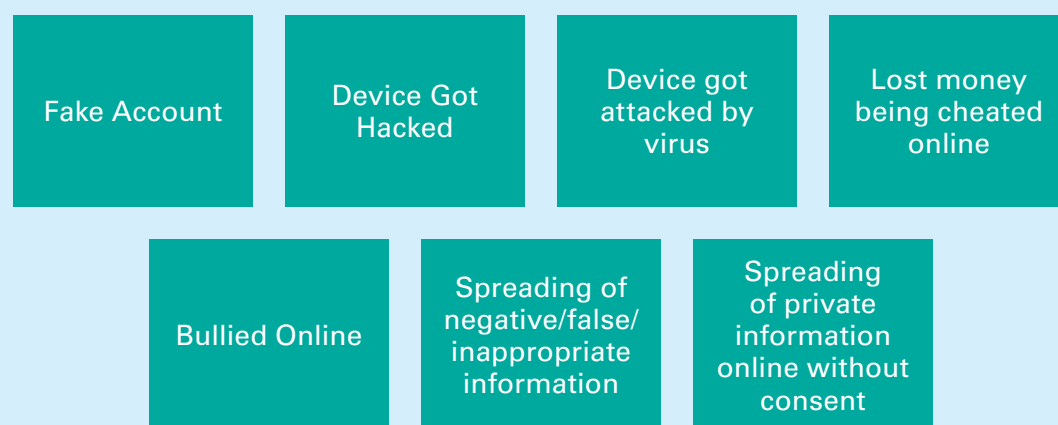 Fake Account
Device Got
Hacked
Device got
attacked by
virus
Lost money
being cheated
online
Bullied Online
Spreading of
negative/false/
inappropriate
information
Spreading
of private
information
online without
consent